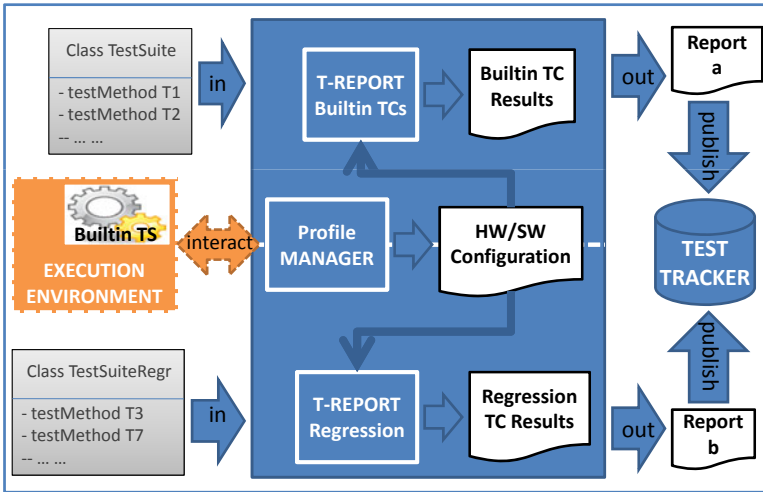 Class TestSuite
- testMethod T1
- testMethod T2
-- ... ...
in
T-REPORT
Builtin TCs
Builtin TC
Results
out
Report
a
publish
Builtin TS
EXECUTION
ENVIRONMENT
interact
Profile
MANAGER
HW/SW
Configuration
TEST
TRACKER
Class TestSuiteRegr
- testMethod T3
- testMethod T7
-- ... ...
in
T-REPORT
Regression
Regression
TC Results
out
Report
b
publish